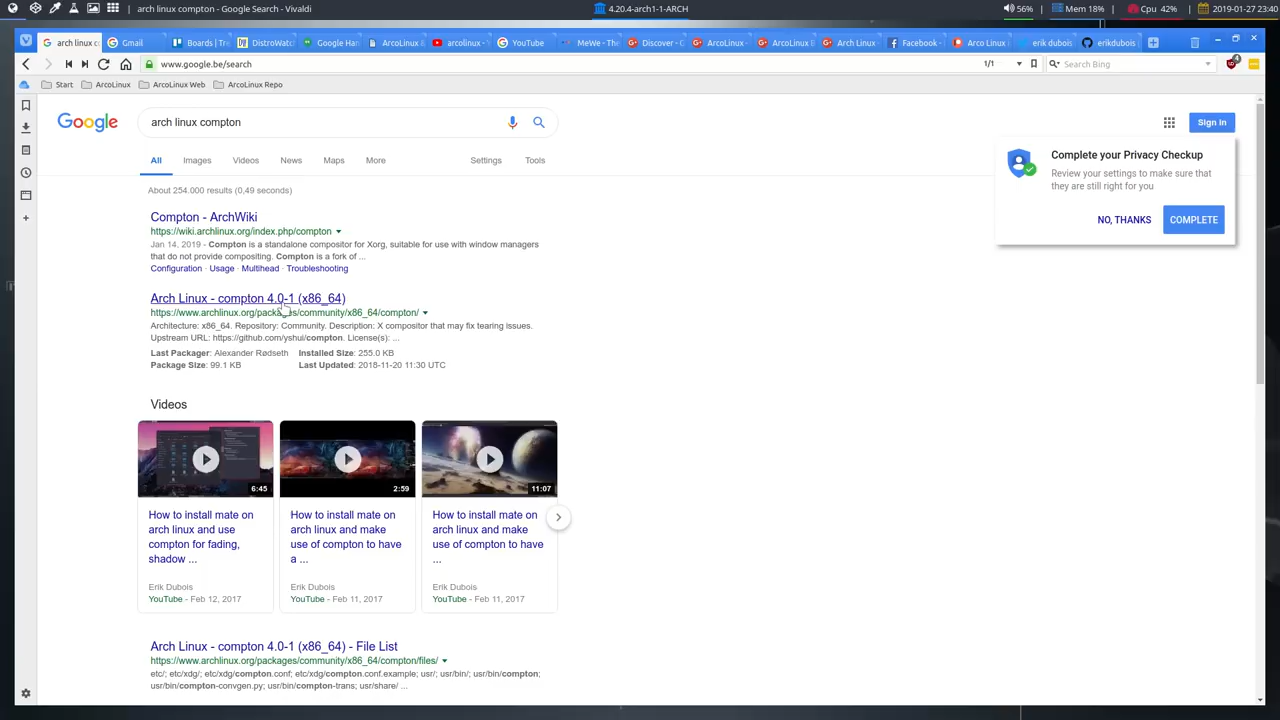 arch linux compton - Google Search - Vivaldi
4.20.4-arch1-1-ARCH
56%
Mem 18%
Cpu 42%
2019-01-27 23:40
arch linux c
Gmail
Boards | Tre
DistroWatc
Google Han
ArcoLinux &
arcolinux - Y
YouTube
MeWe - The
Discover - G
ArcoLinux -
ArcoLinux D
Arch Linux -
Facebook -
Arco Linux i
erik dubois
erikdubois
www.google.be/search
1/1
Search Bing
4
Start
ArcoLinux
ArcoLinux Web
ArcoLinux Repo
Google
arch linux compton
Sign in
All
Images
Videos
News
Maps
More
Settings
Tools
Complete your Privacy Checkup
Review your settings to make sure that
they are still right for you
NO, THANKS
COMPLETE
About 254.000 results (0,49 seconds)
Compton - ArchWiki
https://wiki.archlinux.org/index.php/compton
Jan 14, 2019 - Compton is a standalone compositor for Xorg, suitable for use with window managers
that do not provide compositing. Compton is a fork of ...
Configuration · Usage · Multihead · Troubleshooting
Arch Linux - compton 4.0-1 (x86_64)
https://www.archlinux.org/packages/community/x86_64/compton/
Architecture: x86_64. Repository: Community. Description: X compositor that may fix tearing issues.
Upstream URL: https://github.com/yshui/compton. License(s): ...
Last Packager: Alexander Rødseth Installed Size: 255.0 KB
Package Size: 99.1 KB Last Updated: 2018-11-20 11:30 UTC
Videos
6:45
2:59
11:07
How to install mate on
arch linux and use
compton for fading,
shadow ...
Erik Dubois
YouTube - Feb 12, 2017
How to install mate on
arch linux and make
use of compton to have
a ...
Erik Dubois
YouTube - Feb 11, 2017
How to install mate on
arch linux and make
use of compton to have
...
Erik Dubois
YouTube - Feb 11, 2017
Arch Linux - compton 4.0-1 (x86_64) - File List
https://www.archlinux.org/packages/community/x86_64/compton/files/
etc/; etc/xdg/; etc/xdg/compton.conf; etc/xdg/compton.conf.example; usr/; usr/bin/; usr/bin/compton;
usr/bin/compton-convgen.py; usr/bin/compton-trans; usr/share/ ...